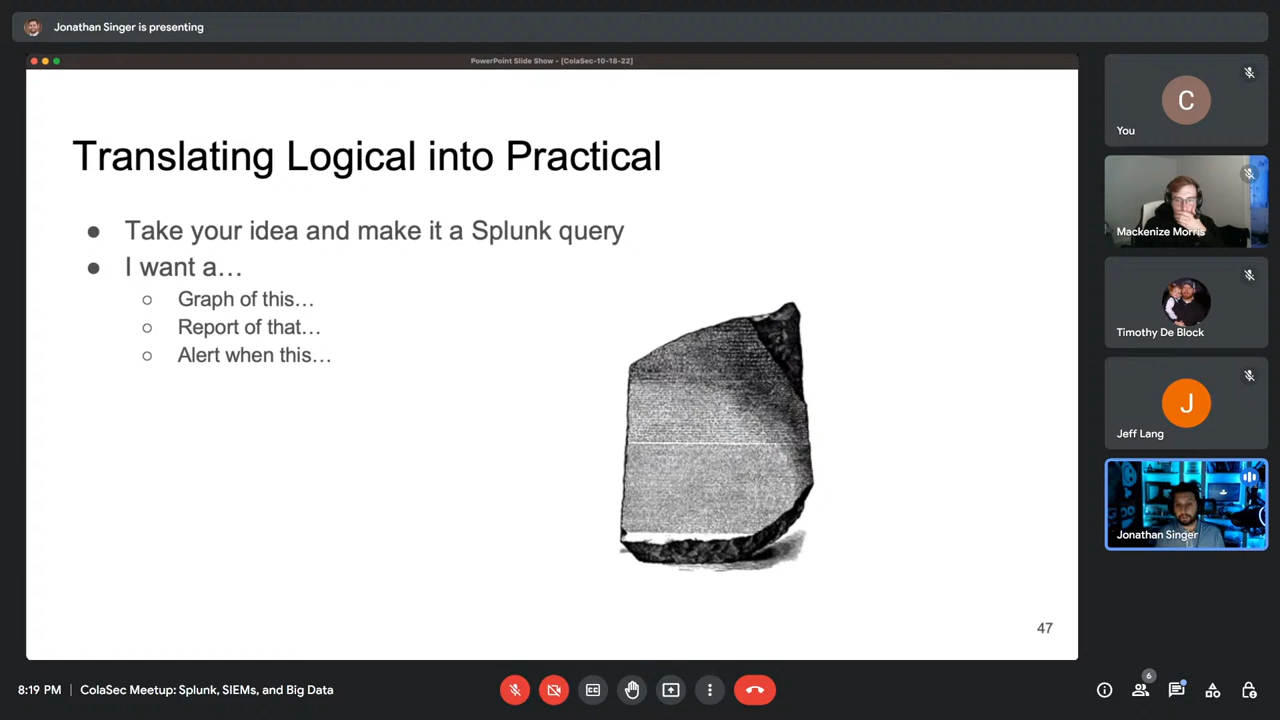 Jonathan Singer is presenting
PowerPoint Slide Show - [ColaSec-10-18-22]
Translating Logical into Practical
● Take your idea and make it a Splunk query
● I want a…
○ Graph of this…
○ Report of that…
○ Alert when this…
47
C
You
Mackenize Morris
Timothy De Block
J
Jeff Lang
Jonathan Singer
8:19 PM | ColaSec Meetup: Splunk, SIEMs, and Big Data
CC
6